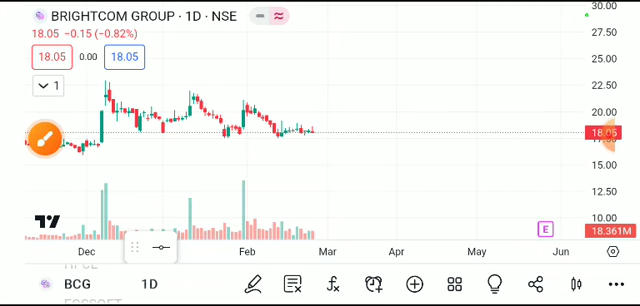 BRIGHTCOM GROUP · 1D · NSE
18.05 −0.15 (−0.82%)
18.05 0.00 18.05
1
30.00
27.50
25.00
22.50
20.00
18.05
15.00
12.50
10.00
18.361M
E
Dec Feb Mar Apr May Jun
BCG 1D